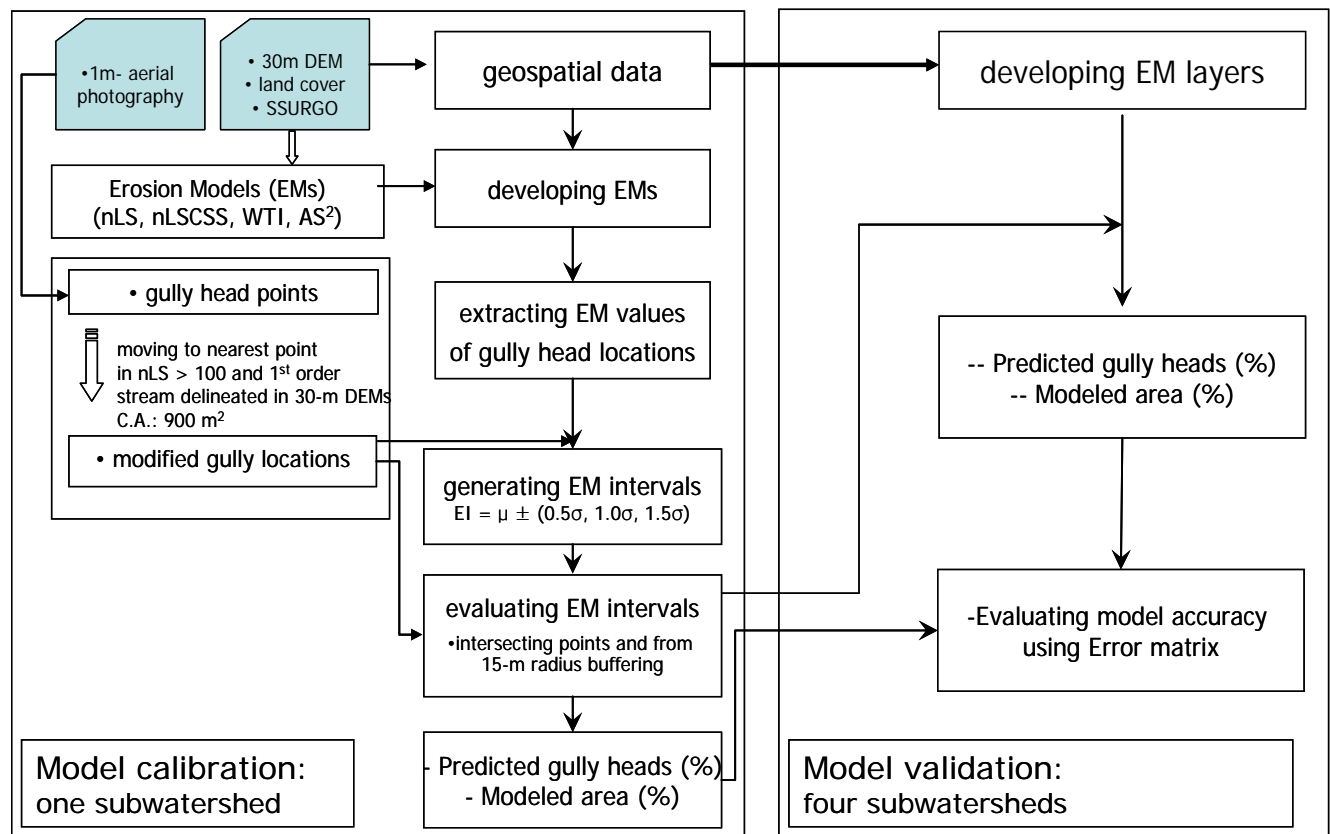 •1m- aerial
photography
• 30m DEM
• land cover
• SSURGO
geospatial data
developing EM layers
Erosion Models (EMs)
(nLS, nLSCSS, WTI, AS²)
developing EMs
• gully head points
moving to nearest point
in nLS > 100 and 1st order
stream delineated in 30-m DEMs
C.A.: 900 m²
• modified gully locations
extracting EM values
of gully head locations
generating EM intervals
EI = μ ± (0.5σ, 1.0σ, 1.5σ)
evaluating EM intervals
•intersecting points and from
15-m radius buffering
- Predicted gully heads (%)
- Modeled area (%)
Model calibration:
one subwatershed
-- Predicted gully heads (%)
-- Modeled area (%)
-Evaluating model accuracy
using Error matrix
Model validation:
four subwatersheds